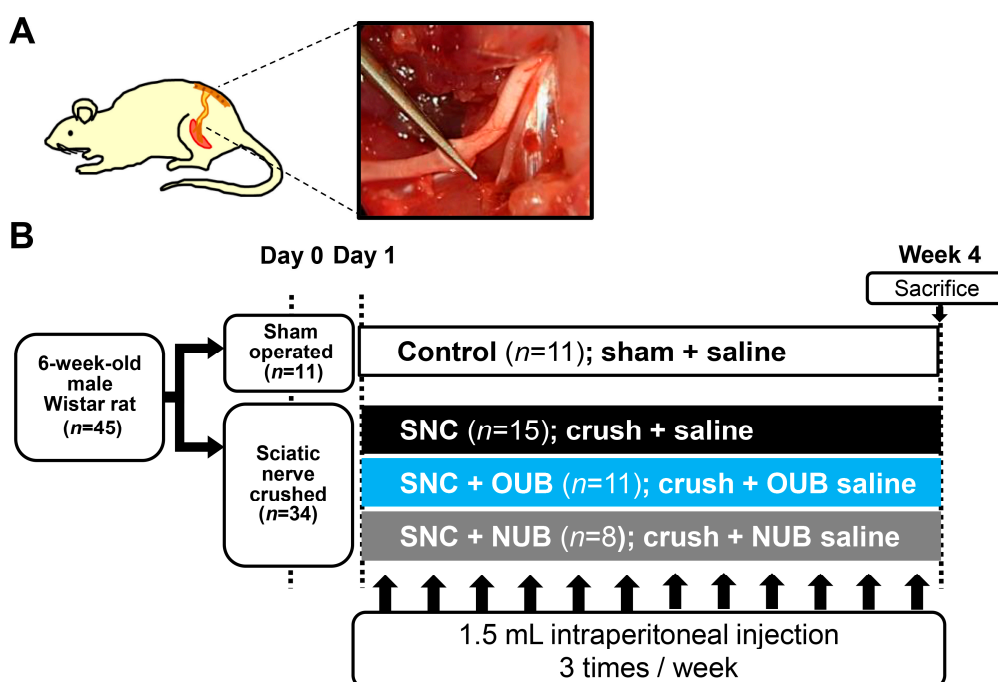 A
B
Day 0 Day 1
Week 4
Sacrifice
6-week-old
male
Wistar rat
(n=45)
Sham
operated
(n=11)
Control (n=11); sham + saline
Sciatic
nerve
crushed
(n=34)
SNC (n=15); crush + saline
SNC + OUB (n=11); crush + OUB saline
SNC + NUB (n=8); crush + NUB saline
1.5 mL intraperitoneal injection
3 times / week